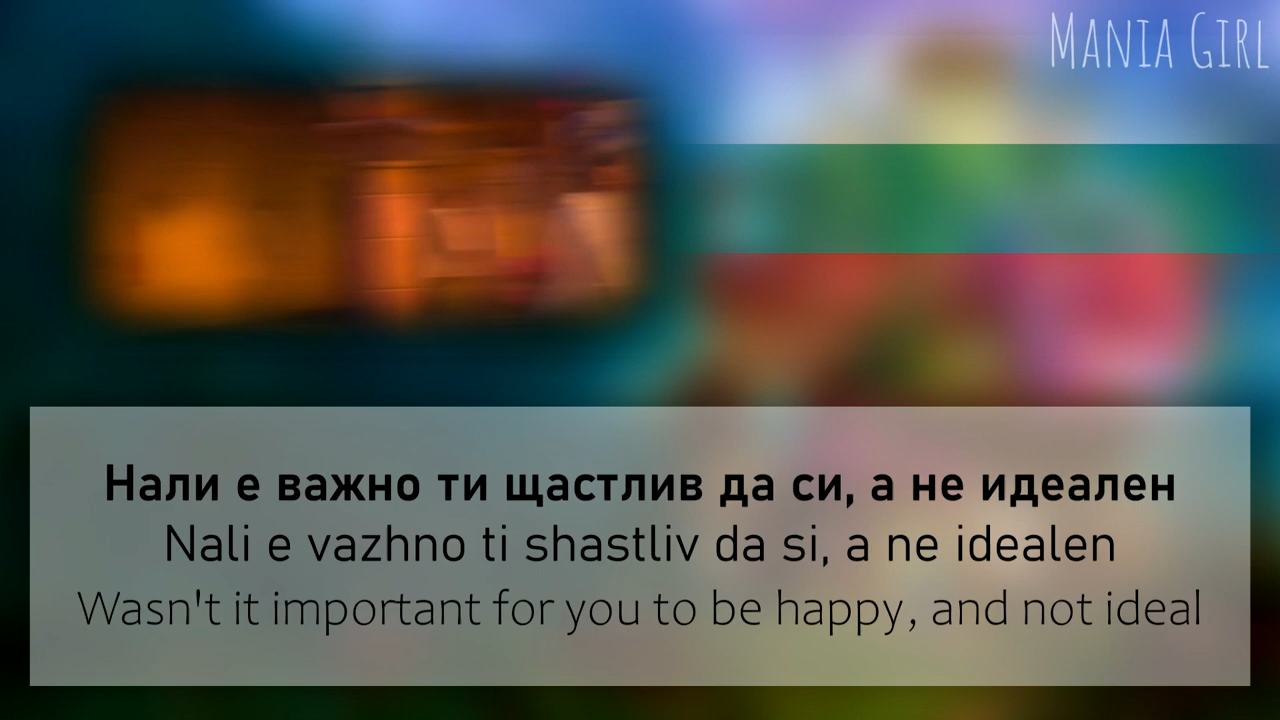 Mania Girl
Нали е важно ти щастлив да си, а не идеален
Nali e vazhno ti shastliv da si, a ne idealen
Wasn't it important for you to be happy, and not ideal